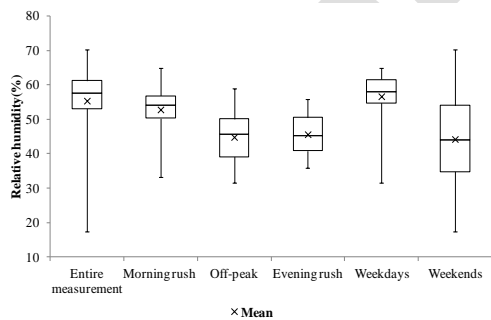 80
70
60
50
40
30
20
10
Relative humidity(%)
Entire measurement
Morning rush
Off-peak
Evening rush
Weekdays
Weekends
× Mean